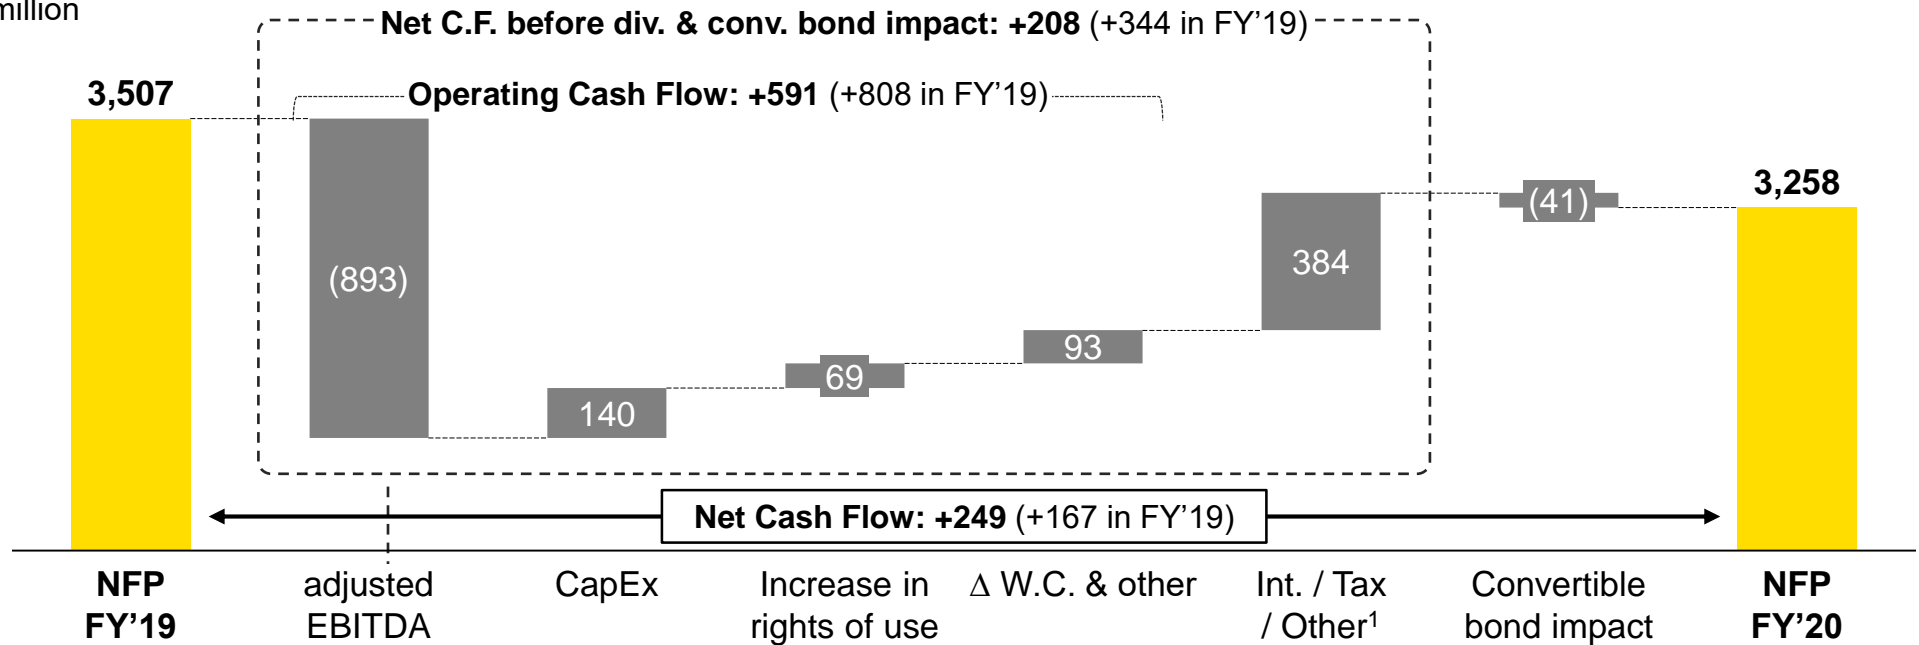 million
Net C.F. before div. & conv. bond impact: +208 (+344 in FY’19)
Operating Cash Flow: +591 (+808 in FY’19)
3,507
(893)
140
69
93
384
(41)
3,258
Net Cash Flow: +249 (+167 in FY’19)
NFP
FY’19
adjusted
EBITDA
CapEx
Increase in
rights of use
Δ W.C. & other
Int. / Tax
/ Other¹
Convertible
bond impact
NFP
FY’20